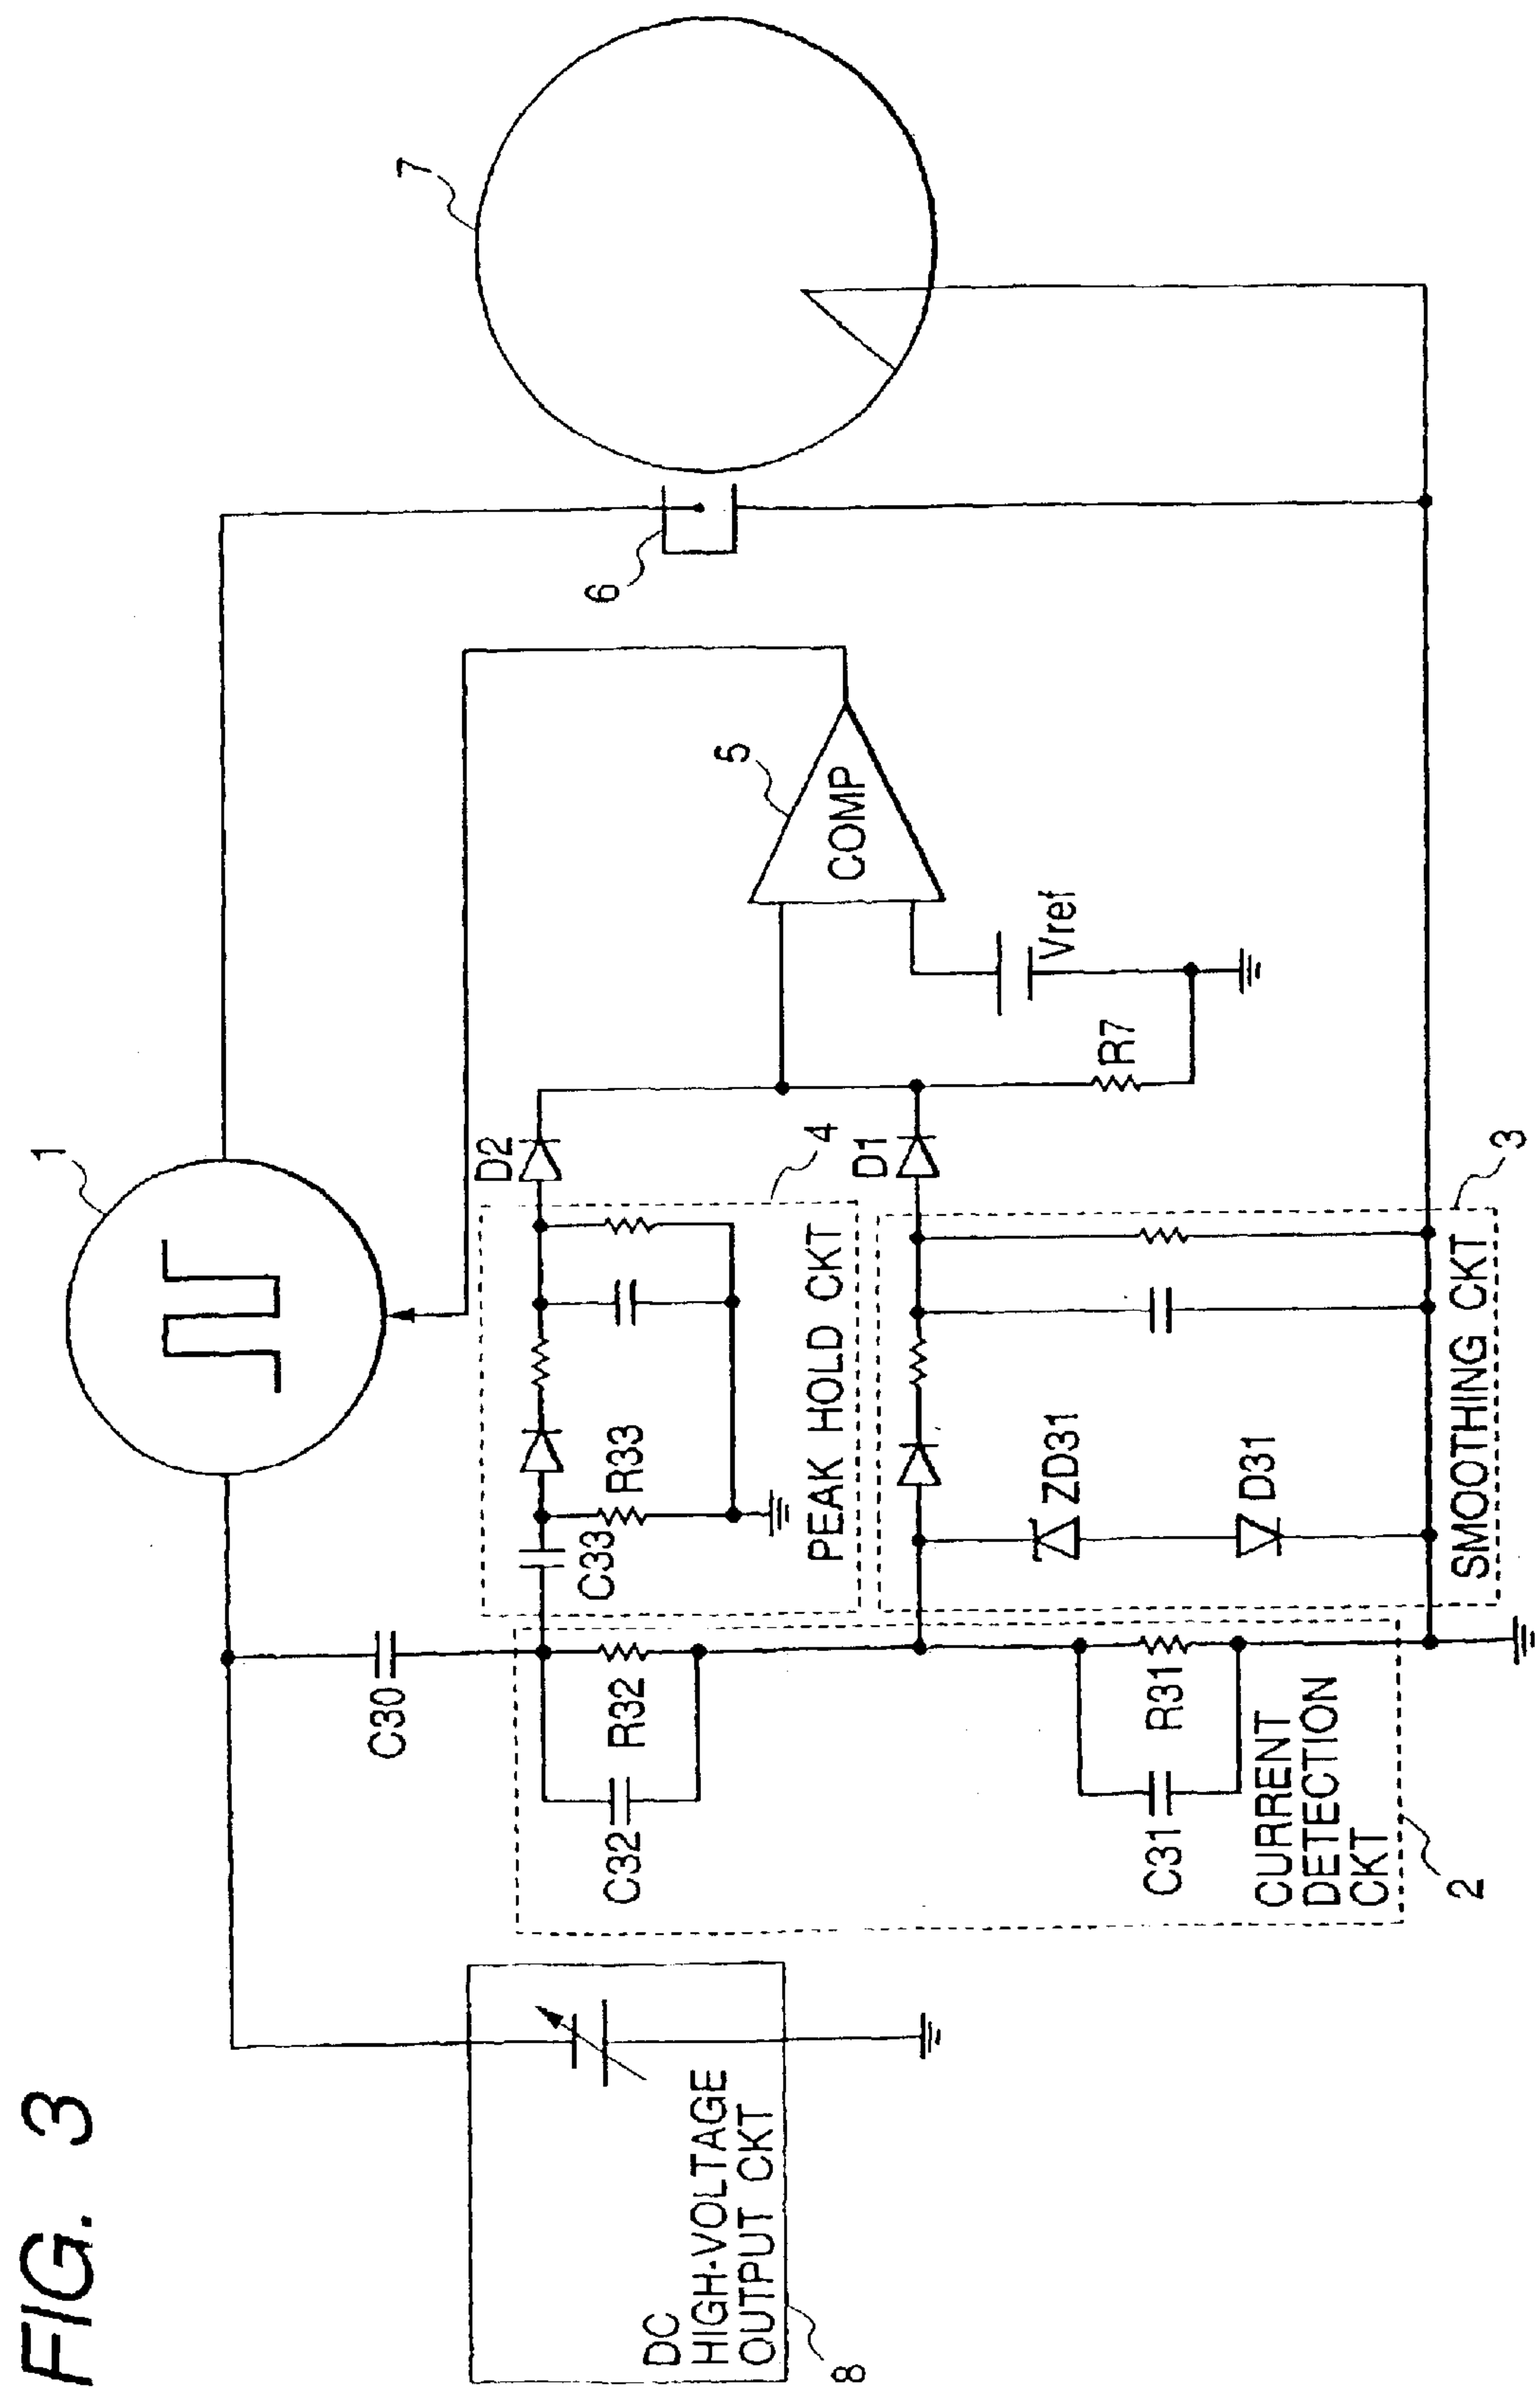 FIG. 3
1
7
C30
D2
4
6
C33
R33
PEAK HOLD CKT
5
COMP
Vref
R7
D1
DC
HIGH-VOLTAGE
OUTPUT CKT
8
C32
R32
C31
R31
CURRENT
DETECTION
CKT
2
ZD31
D31
SMOOTHING CKT
3